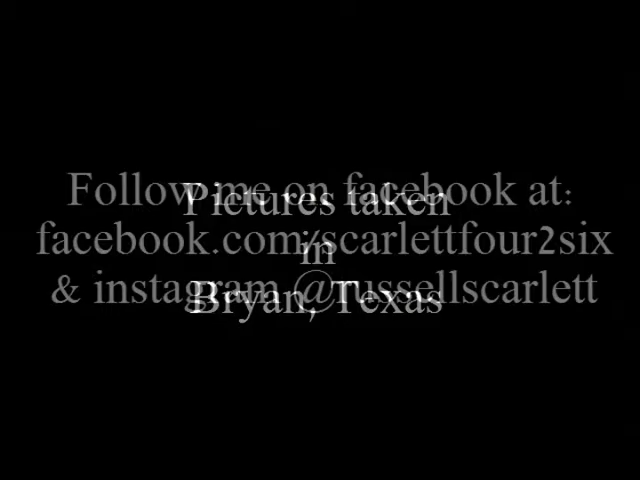 Follow me on facebook at:
facebook.com/scarlettfour2six
& instagram @russellscarlett
Pictures taken
in
Bryan, Texas